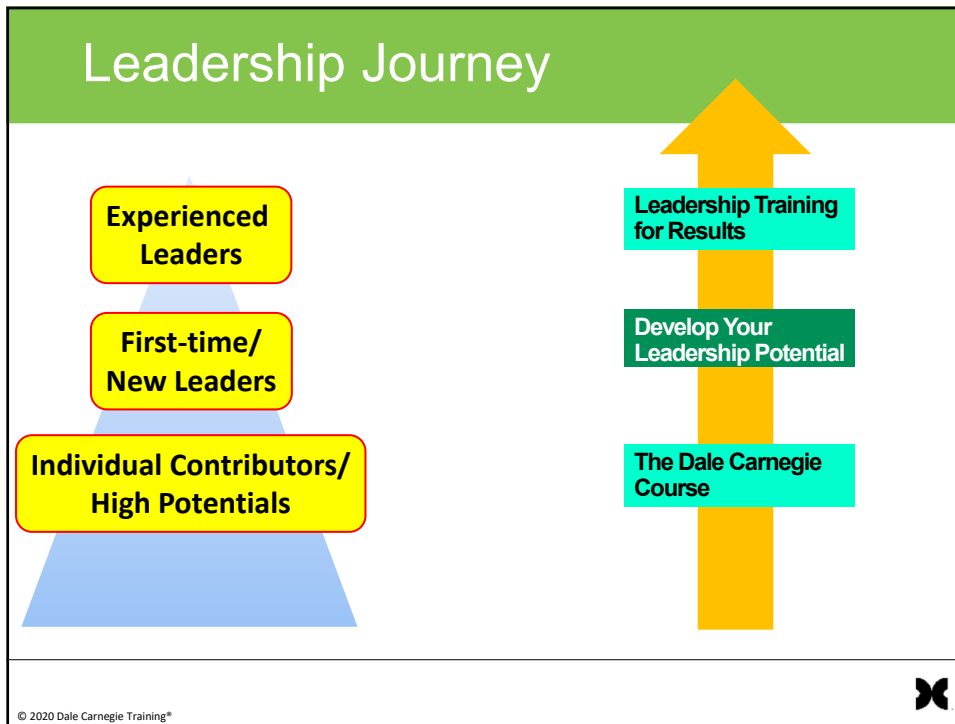 Leadership Journey
Experienced
Leaders
First-time/
New Leaders
Individual Contributors/
High Potentials
Leadership Training
for Results
Develop Your
Leadership Potential
The Dale Carnegie
Course
© 2020 Dale Carnegie Training®